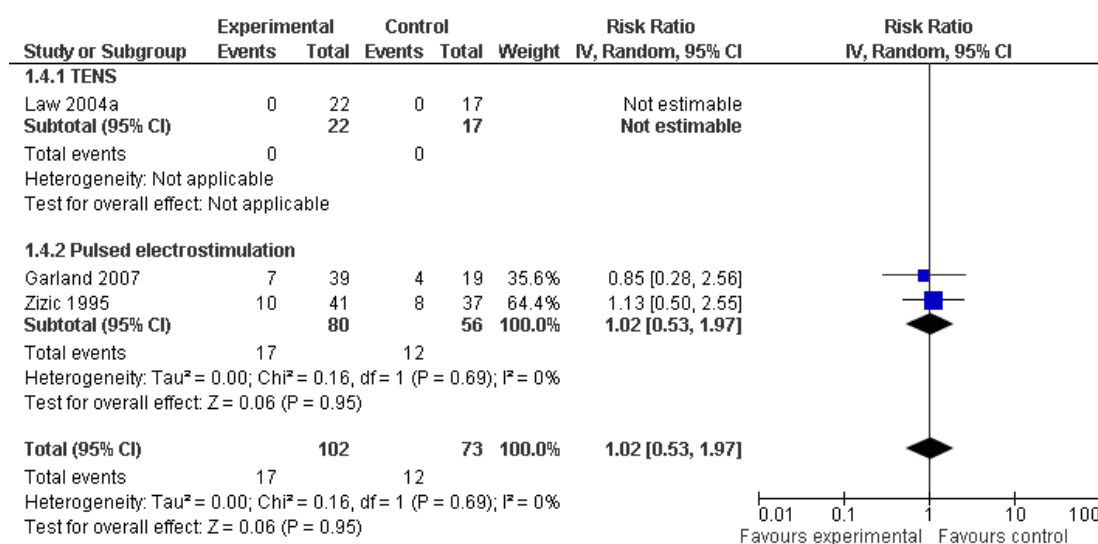 Experimental Control Risk Ratio Risk Ratio
Study or Subgroup Events Total Events Total Weight IV, Random, 95% CI IV, Random, 95% CI
1.4.1 TENS
Law 2004a 0 22 0 17 Not estimable
Subtotal (95% CI) 22 17 Not estimable
Total events 0 0
Heterogeneity: Not applicable
Test for overall effect: Not applicable
1.4.2 Pulsed electrostimulation
Garland 2007 7 39 4 19 35.6% 0.85 [0.28, 2.56]
Zizic 1995 10 41 8 37 64.4% 1.13 [0.50, 2.55]
Subtotal (95% CI) 80 56 100.0% 1.02 [0.53, 1.97]
Total events 17 12
Heterogeneity: Tau² = 0.00; Chi² = 0.16, df = 1 (P = 0.69); I² = 0%
Test for overall effect: Z = 0.06 (P = 0.95)
Total (95% CI) 102 73 100.0% 1.02 [0.53, 1.97]
Total events 17 12
Heterogeneity: Tau² = 0.00; Chi² = 0.16, df = 1 (P = 0.69); I² = 0%
Test for overall effect: Z = 0.06 (P = 0.95)
0.01 0.1 1 10 100
Favours experimental Favours control